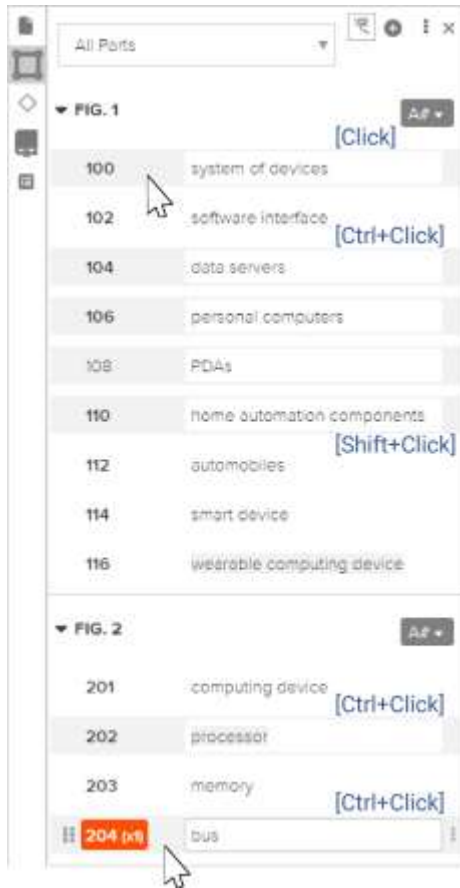 All Parts
FIG. 1
A#
[Click]
100 system of devices
102 software interface
[Ctrl+Click]
104 data servers
106 personal computers
108 PDAs
110 home automation components
[Shift+Click]
112 automobiles
114 smart device
116 wearable computing device
FIG. 2
A#
201 computing device
[Ctrl+Click]
202 processor
203 memory
[Ctrl+Click]
204 (x1) bus